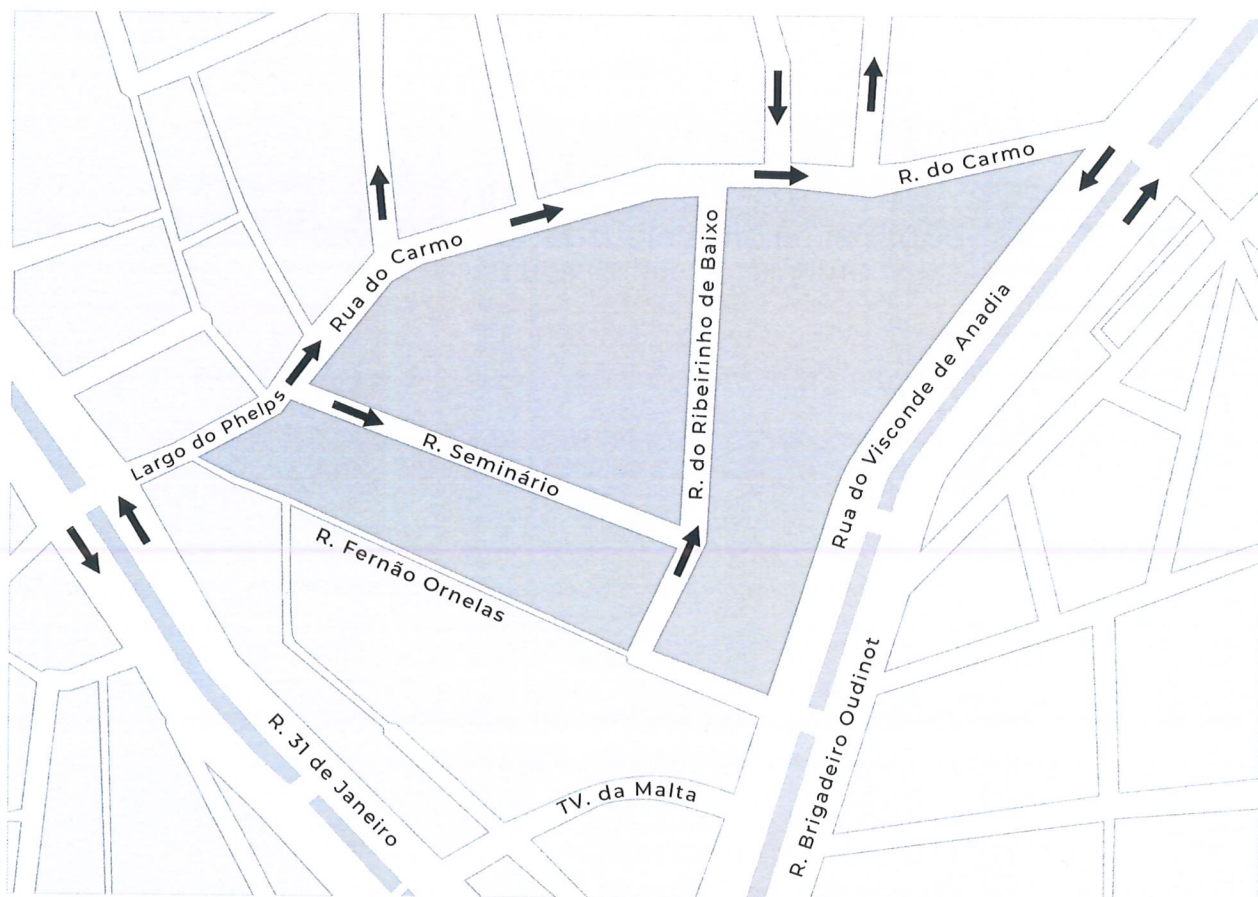 R. do Carmo
Rua do Carmo
R. do Ribeirinho de Baixo
Rua do Visconde de Anadia
Largo do Phelps
R. Seminário
R. Fernão Ornelas
R. 31 de Janeiro
TV. da Malta
R. Brigadeiro Oudinot